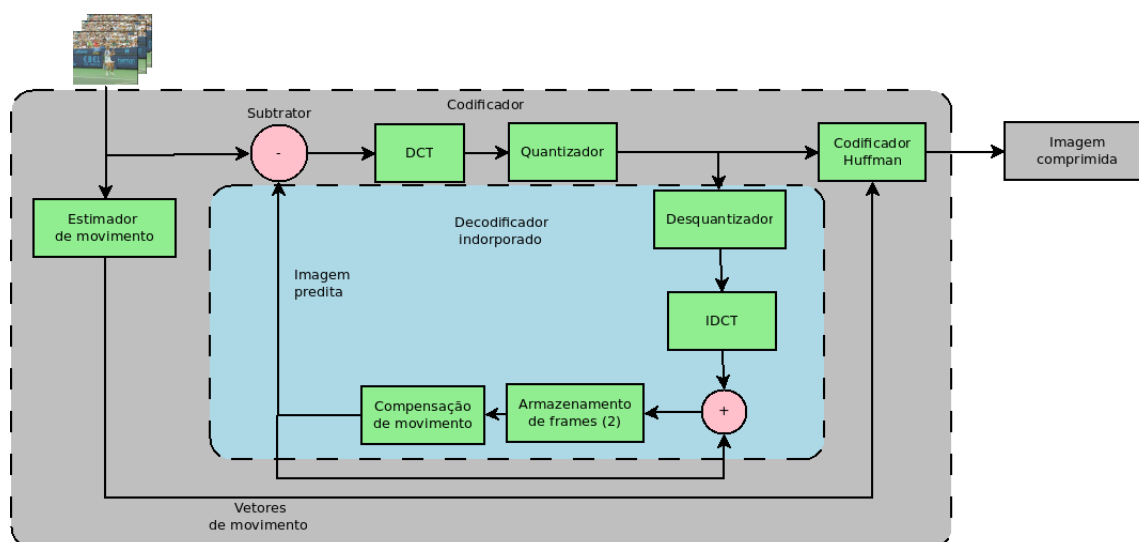 Codificador
Subtrator
-
DCT
Quantizador
Codificador
Huffman
Imagem
comprimida
Estimador
de movimento
Decodificador
indorporado
Desquantizador
Imagem
predita
IDCT
Compensação
de movimento
Armazenamento
de frames (2)
+
Vetores
de movimento